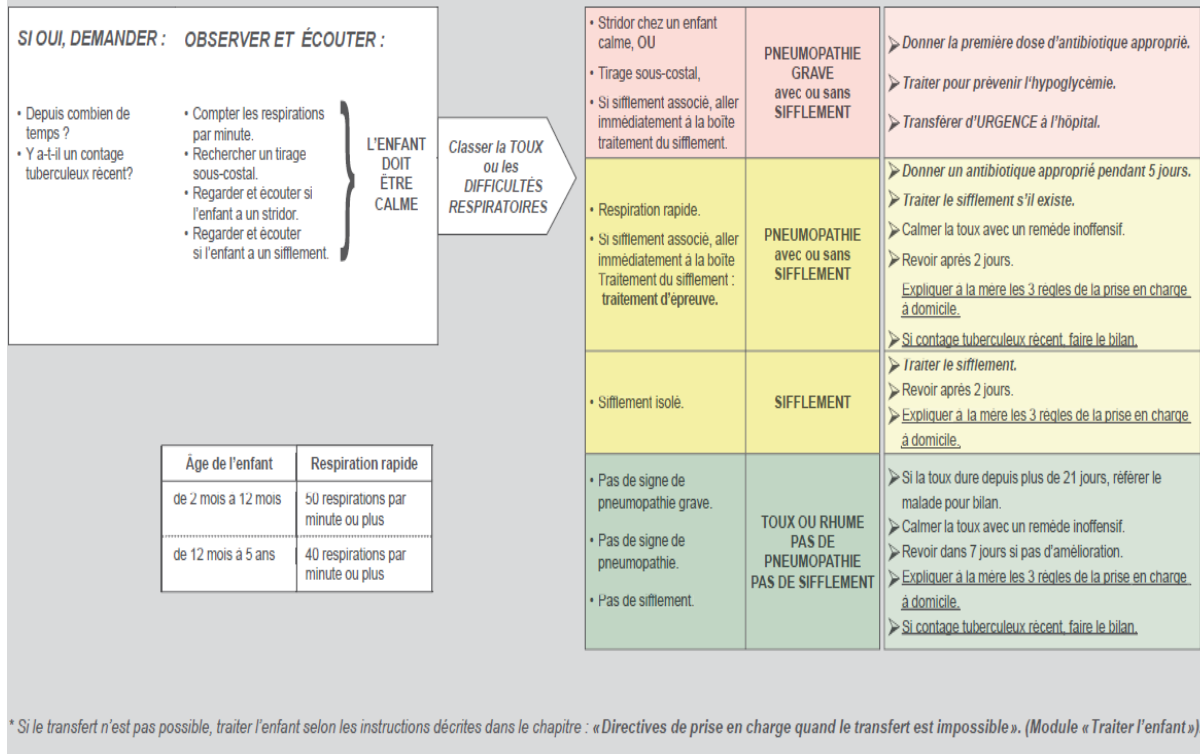 SI OUI, DEMANDER :
• Depuis combien de
temps ?
• Y a-t-il un contage
tuberculeux récent?
OBSERVER ET ÉCOUTER :
• Compter les respirations
par minute.
• Rechercher un tirage
sous-costal.
• Regarder et écouter si
l'enfant a un stridor.
• Regarder et écouter
si l'enfant a un sifflement.
L'ENFANT
DOIT
ÊTRE
CALME
Classer la TOUX
ou les
DIFFICULTÉS
RESPIRATOIRES
• Stridor chez un enfant
calme, OU
• Tirage sous-costal,
• Si sifflement associé, aller
immédiatement à la boîte
traitement du sifflement.
PNEUMOPATHIE
GRAVE
avec ou sans
SIFFLEMENT
➢ Donner la première dose d'antibiotique approprié.
➢ Traiter pour prévenir l'hypoglycémie.
➢ Transférer d'URGENCE à l'hôpital.
• Respiration rapide.
• Si sifflement associé, aller
immédiatement à la boîte
Traitement du sifflement :
traitement d'épreuve.
PNEUMOPATHIE
avec ou sans
SIFFLEMENT
➢ Donner un antibiotique approprié pendant 5 jours.
➢ Traiter le sifflement s'il existe.
➢ Calmer la toux avec un remède inoffensif.
➢ Revoir après 2 jours.
Expliquer à la mère les 3 règles de la prise en charge
à domicile.
➢ Si contage tuberculeux récent, faire le bilan.
• Sifflement isolé.
SIFFLEMENT
➢ Traiter le sifflement.
➢ Revoir après 2 jours.
➢ Expliquer à la mère les 3 règles de la prise en charge
à domicile.
• Pas de signe de
pneumopathie grave.
• Pas de signe de
pneumopathie.
• Pas de sifflement.
TOUX OU RHUME
PAS DE
PNEUMOPATHIE
PAS DE SIFFLEMENT
➢ Si la toux dure depuis plus de 21 jours, référer le
malade pour bilan.
➢ Calmer la toux avec un remède inoffensif.
➢ Revoir dans 7 jours si pas d'amélioration.
➢ Expliquer à la mère les 3 règles de la prise en charge
à domicile.
➢ Si contage tuberculeux récent, faire le bilan.
Âge de l'enfant Respiration rapide
de 2 mois à 12 mois 50 respirations par
minute ou plus
de 12 mois à 5 ans 40 respirations par
minute ou plus
* Si le transfert n'est pas possible, traiter l'enfant selon les instructions décrites dans le chapitre : « Directives de prise en charge quand le transfert est impossible ». (Module « Traiter l'enfant »)